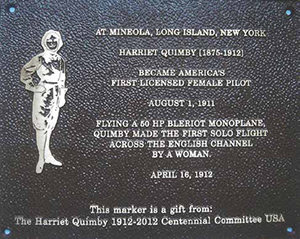 AT MINEOLA, LONG ISLAND, NEW YORK
HARRIET QUIMBY (1875-1912)
BECAME AMERICA'S
FIRST LICENSED FEMALE PILOT
AUGUST 1, 1911
FLYING A 50 HP BLERIOT MONOPLANE,
QUIMBY MADE THE FIRST SOLO FLIGHT
ACROSS THE ENGLISH CHANNEL
BY A WOMAN.
APRIL 16, 1912
This marker is a gift from:
The Harriet Quimby 1912-2012 Centennial Committee USA